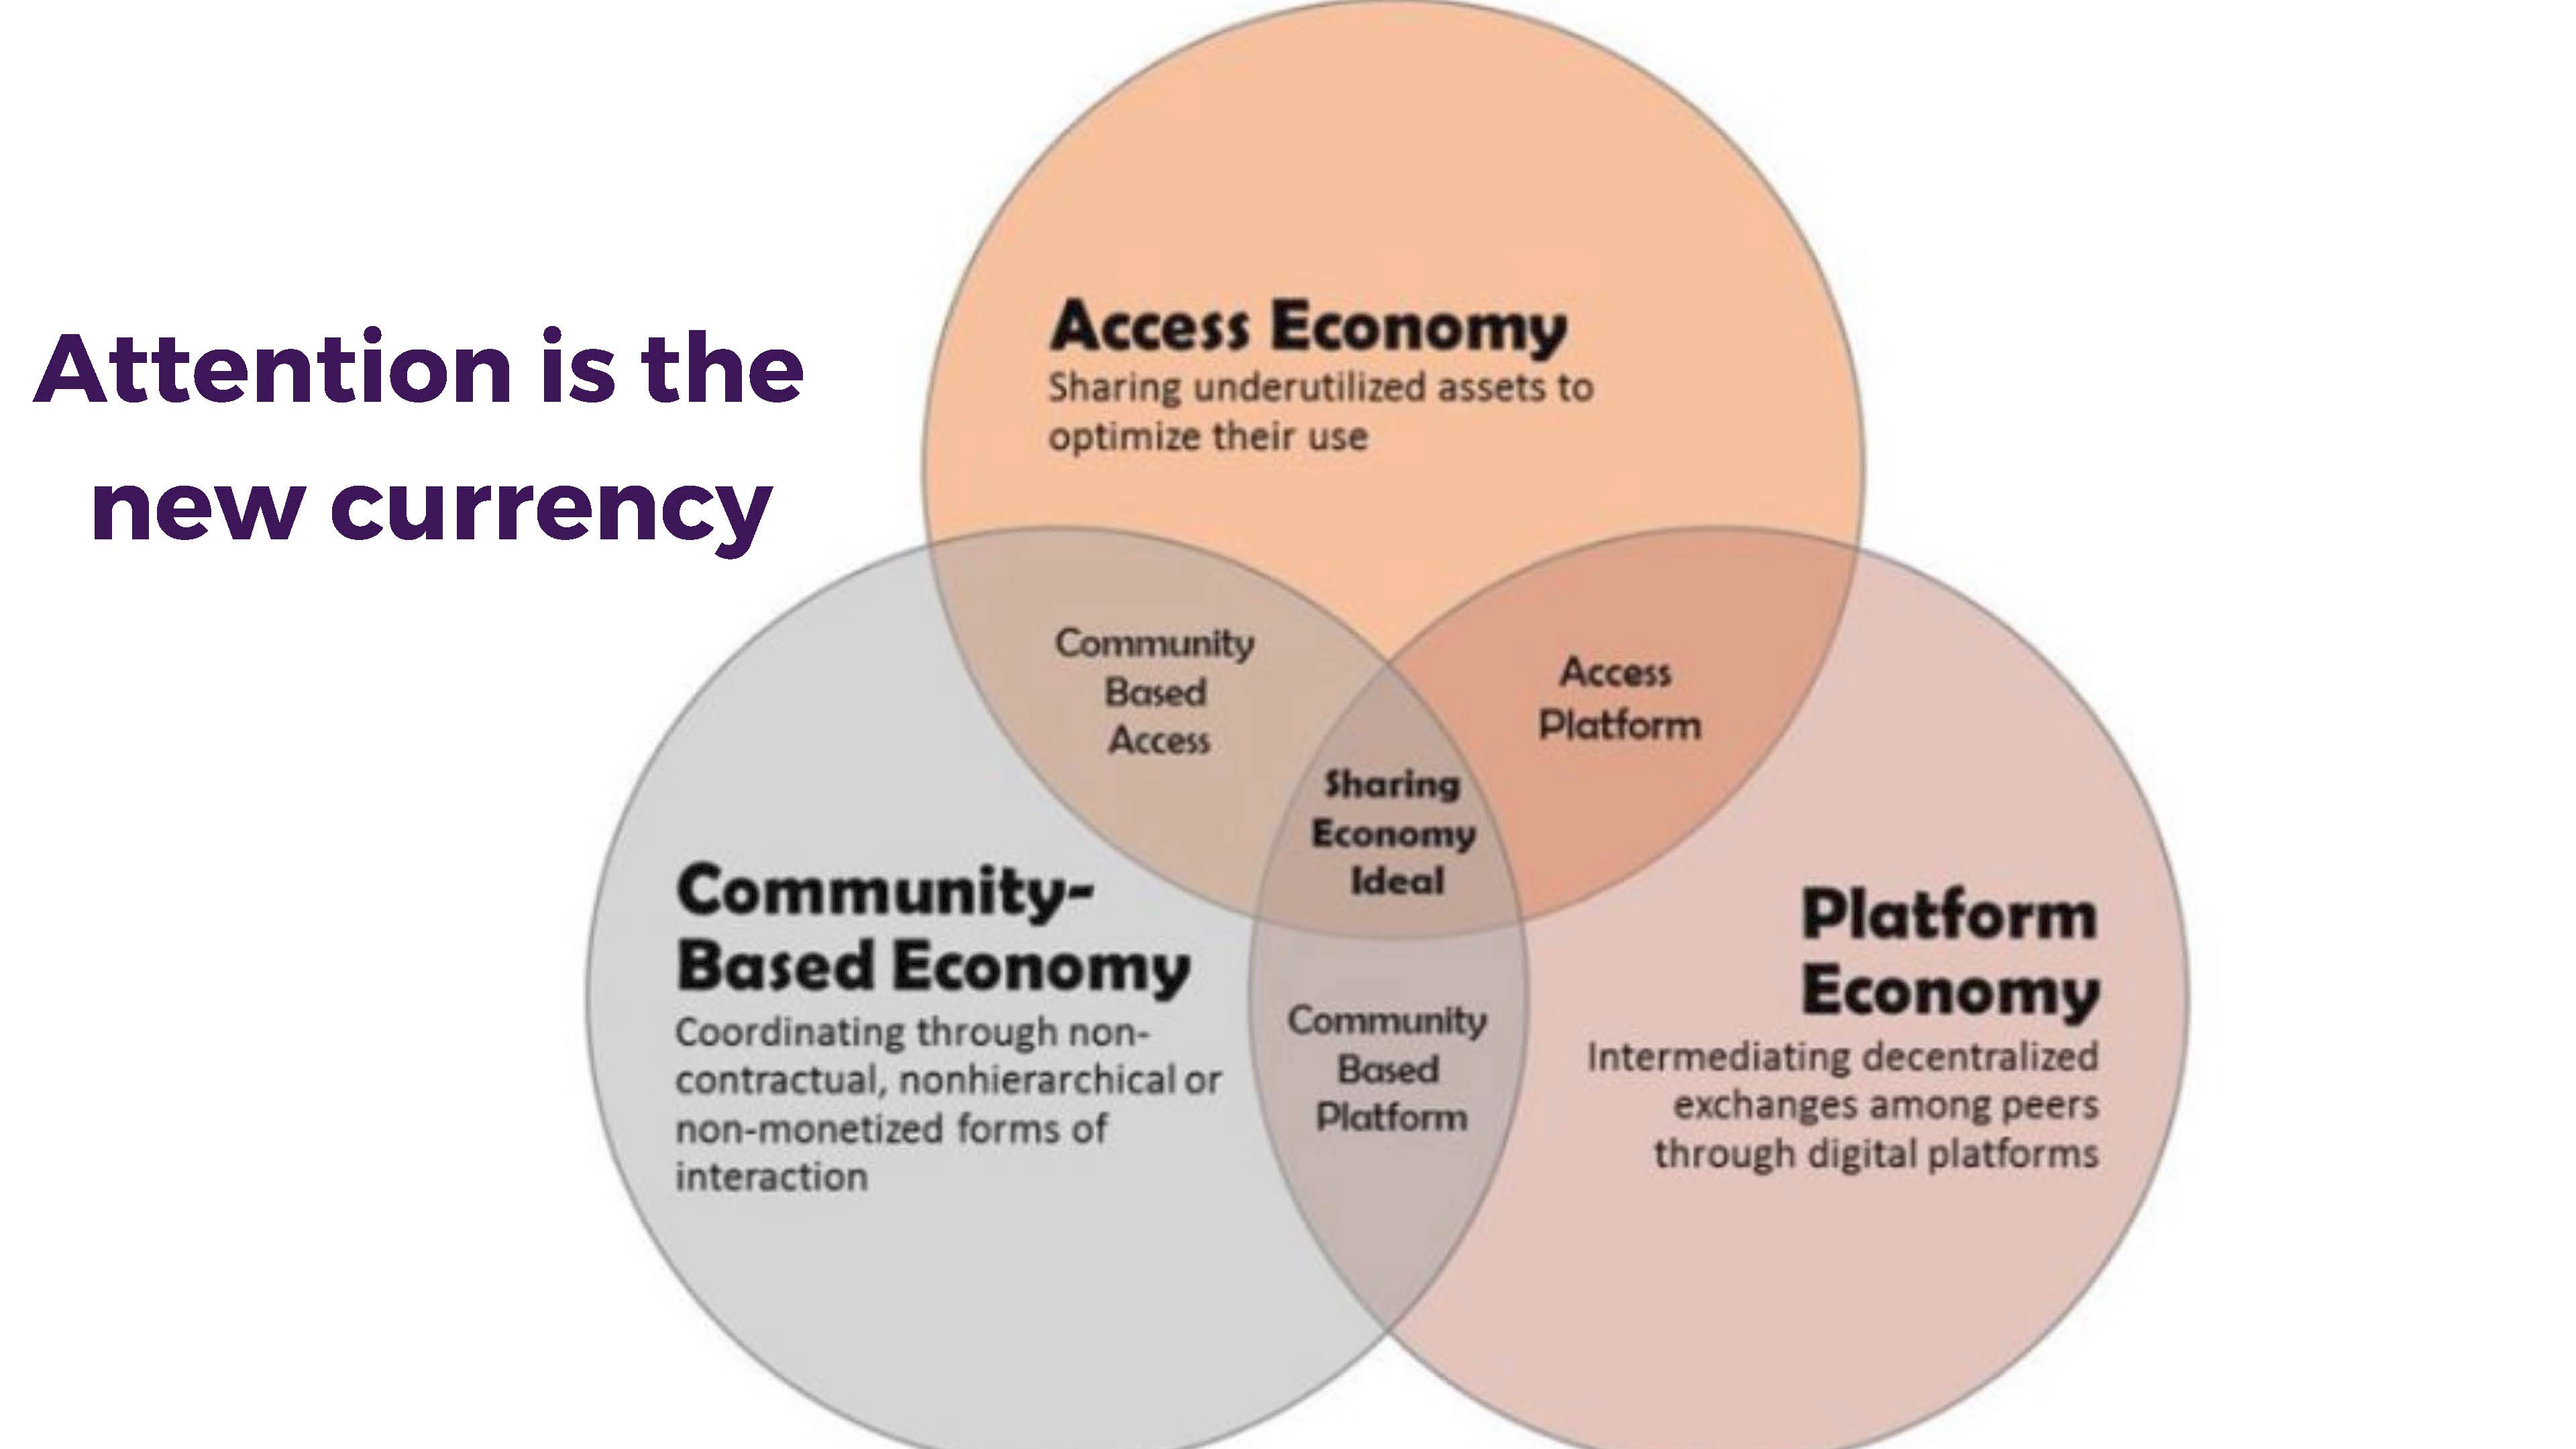 Attention is the
new currency
Access Economy
Sharing underutilized assets to
optimize their use
Community
Based
Access
Access
Platform
Sharing
Economy
Ideal
Community-
Based Economy
Coordinating through non-
contractual, nonhierarchical or
non-monetized forms of
interaction
Community
Based
Platform
Platform
Economy
Intermediating decentralized
exchanges among peers
through digital platforms